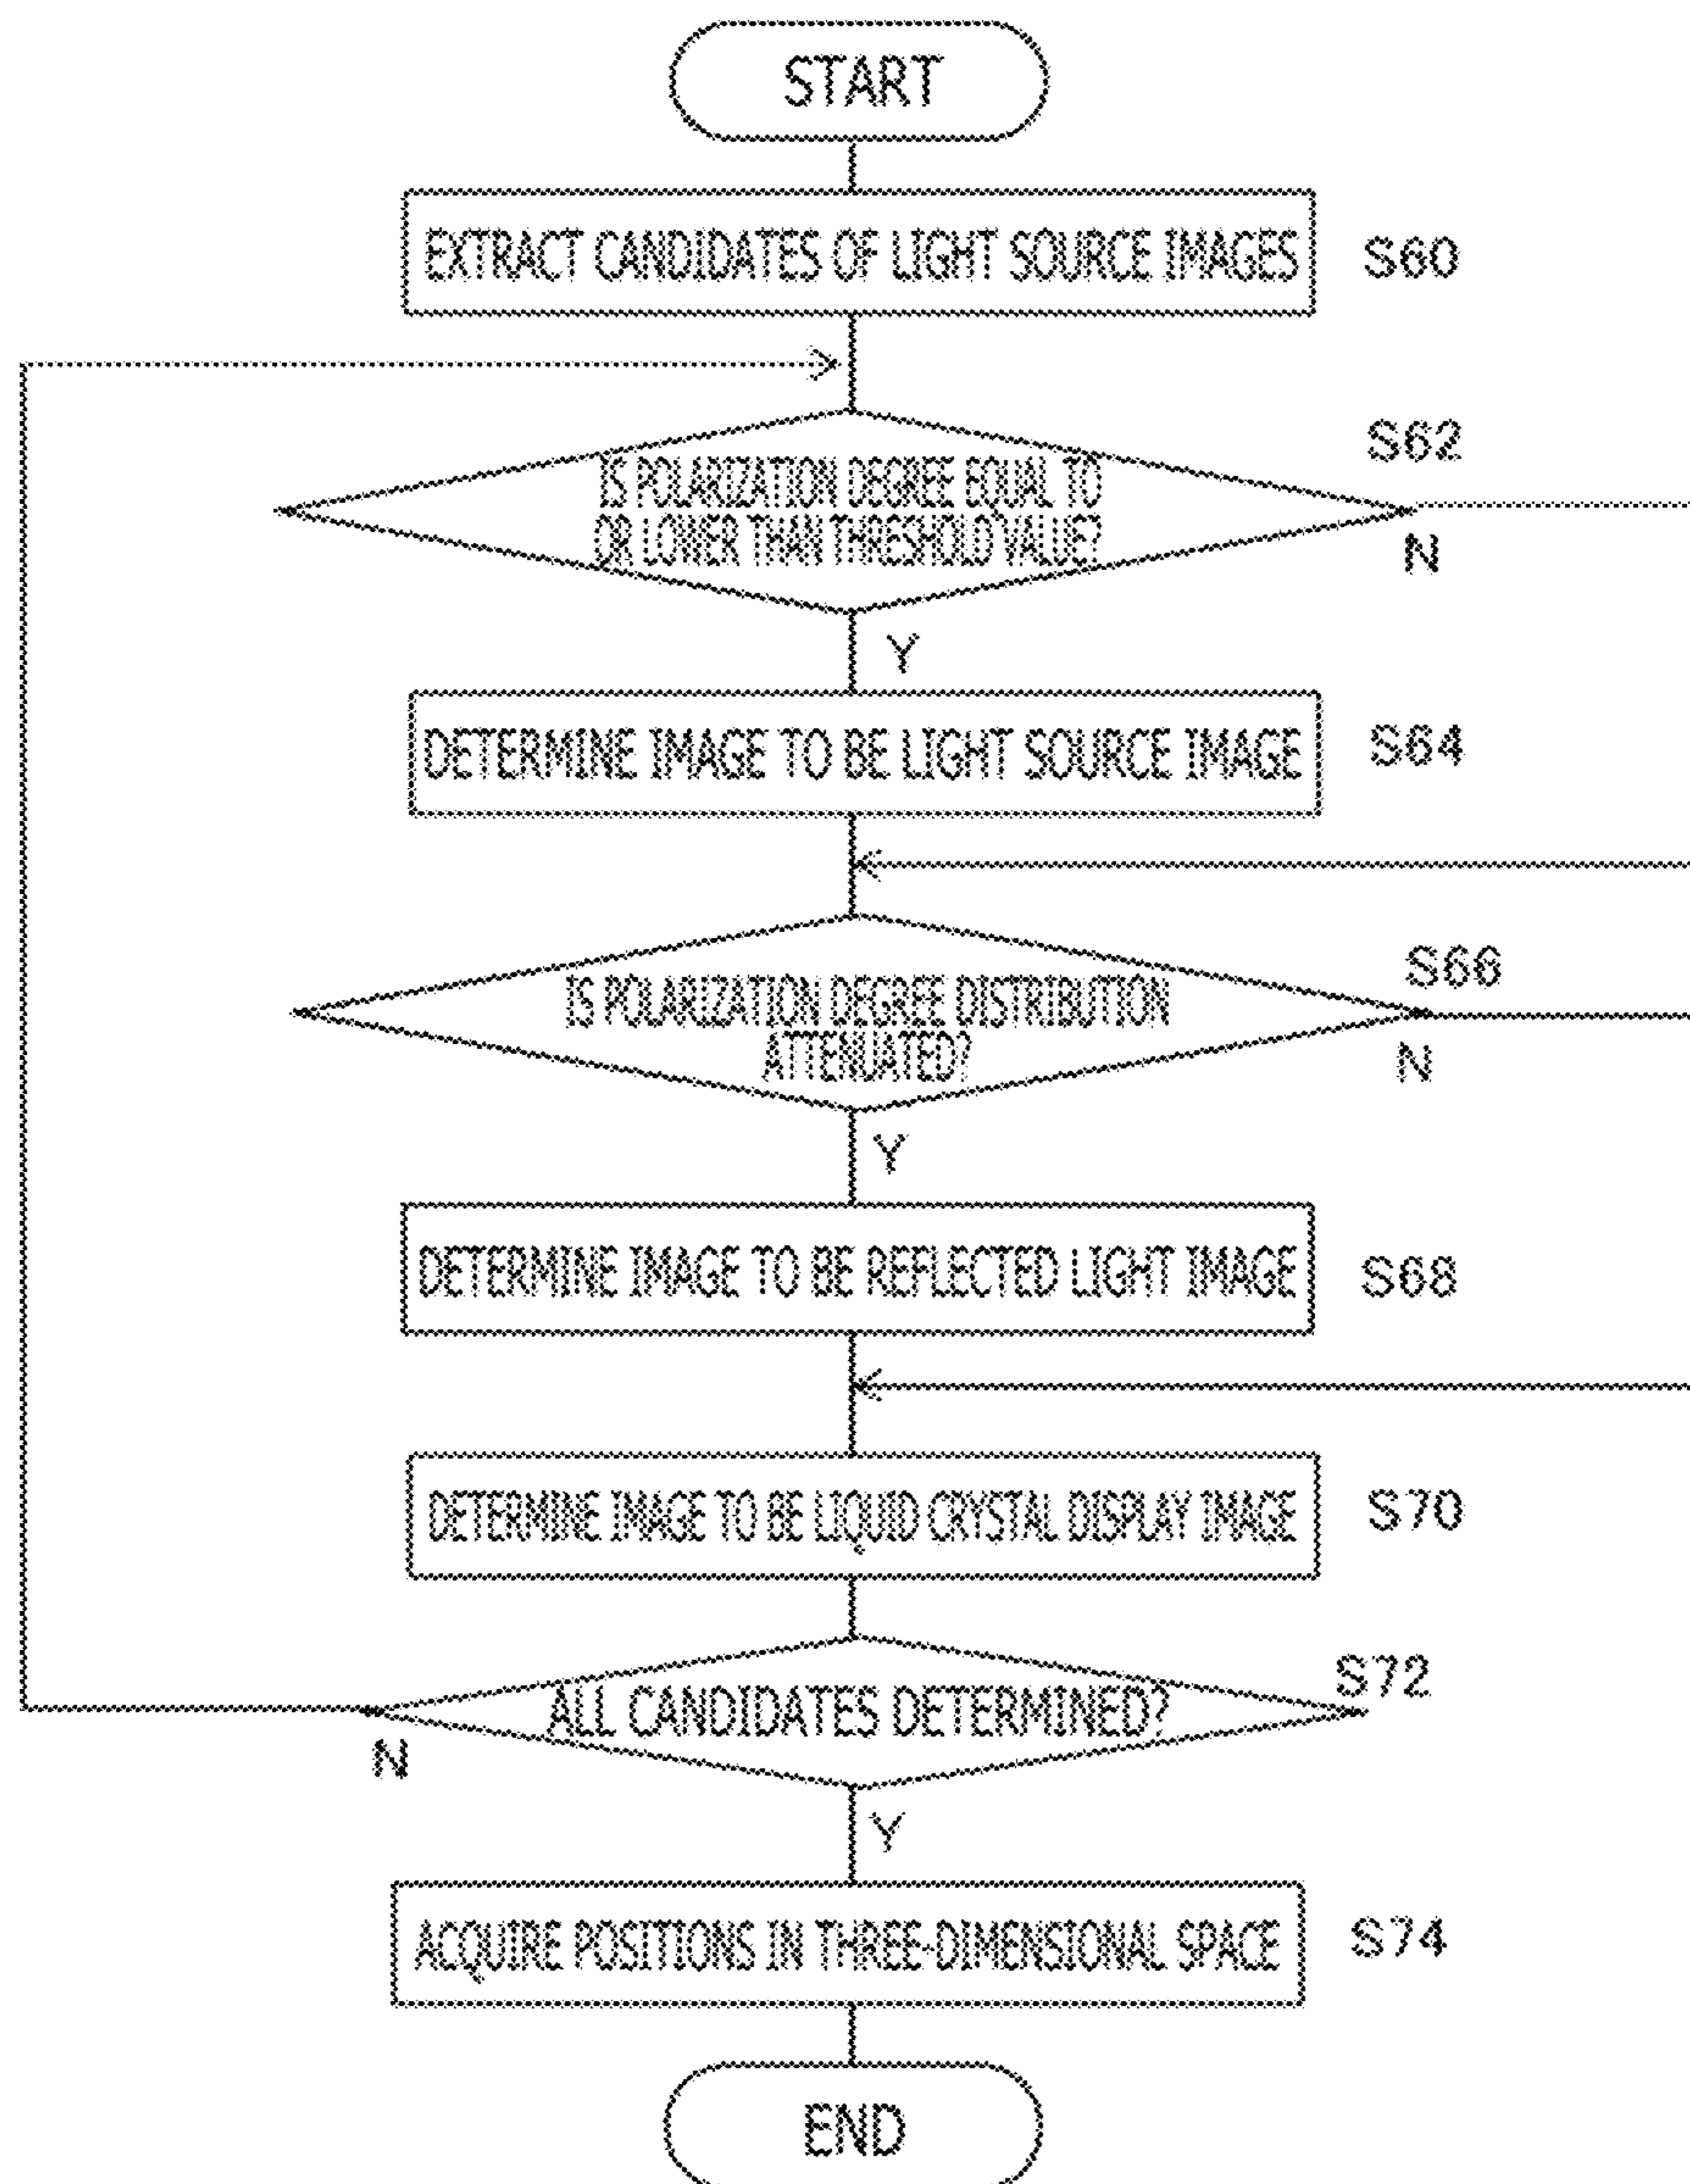 START
EXTRACT CANDIDATES OF LIGHT SOURCE IMAGES
S60
S62
IS POLARIZATION DEGREE EQUAL TO
OR LOWER THAN THRESHOLD VALUE?
N
Y
DETERMINE IMAGE TO BE LIGHT SOURCE IMAGE
S64
S66
IS POLARIZATION DEGREE DISTRIBUTION
ATTENUATED?
N
Y
DETERMINE IMAGE TO BE REFLECTED LIGHT IMAGE
S68
DETERMINE IMAGE TO BE LIQUID CRYSTAL DISPLAY IMAGE
S70
S72
ALL CANDIDATES DETERMINED?
N
Y
ACQUIRE POSITIONS IN THREE-DIMENSIONAL SPACE
S74
END